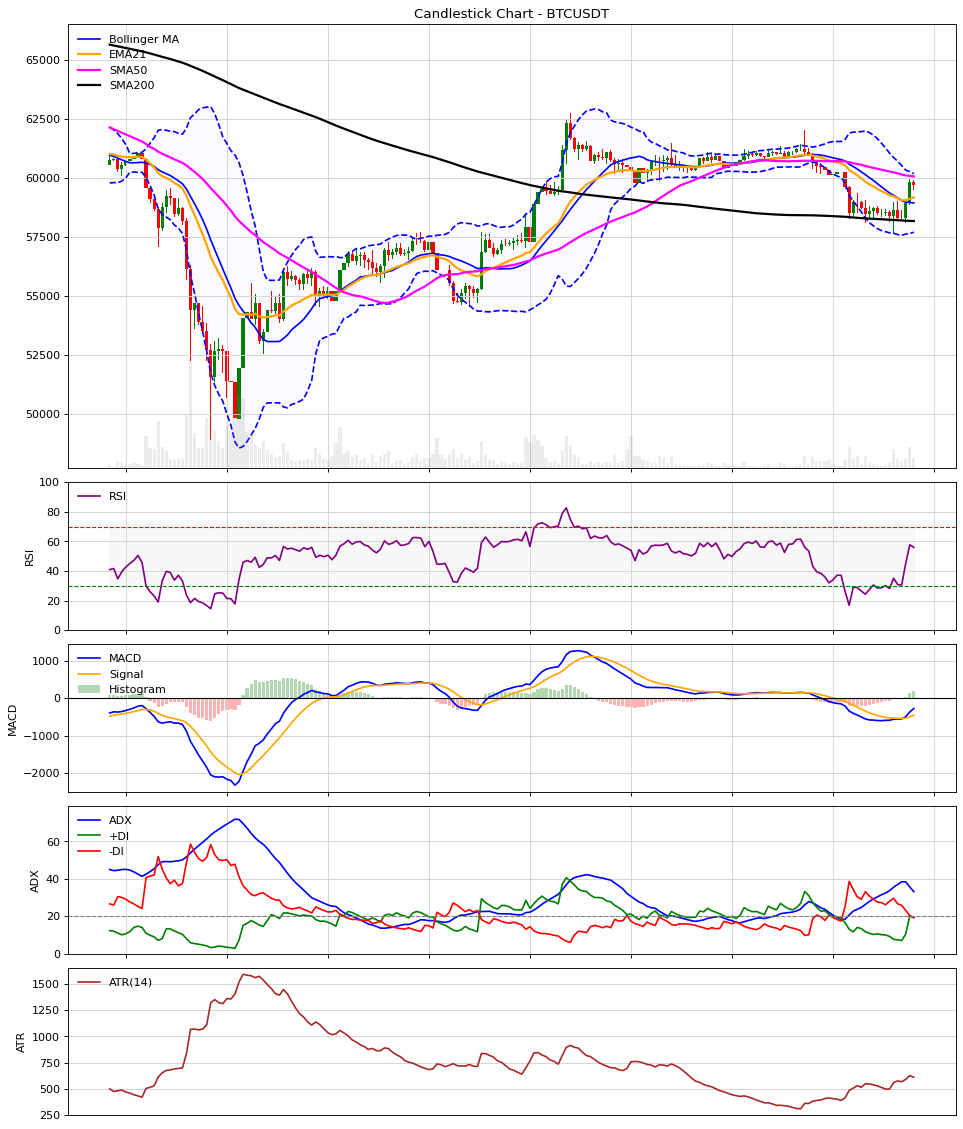 Candlestick Chart - BTCUSDT
Bollinger MA
EMA21
SMA50
SMA200
65000
62500
60000
57500
55000
52500
50000
RSI
100
80
60
40
20
0
RSI
MACD
Signal
Histogram
1000
0
−1000
−2000
MACD
ADX
+DI
-DI
60
40
20
0
ADX
ATR(14)
1500
1250
1000
750
500
250
ATR